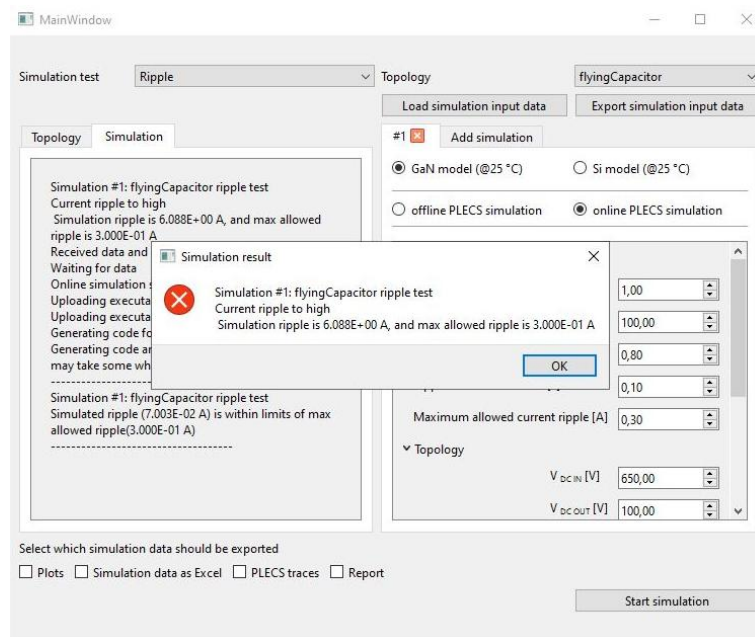 MainWindow
Simulation test
Ripple
Topology
flyingCapacitor
Load simulation input data
Export simulation input data
Topology
Simulation
#1
Add simulation
GaN model (@25 °C)
Si model (@25 °C)
offline PLECS simulation
online PLECS simulation
Simulation #1: flyingCapacitor ripple test
Current ripple to high
Simulation ripple is 6.088E+00 A, and max allowed
ripple is 3.000E-01 A
Received data and
Waiting for data
Online simulation
Uploading executa
Uploading executa
Generating code fo
Generating code an
may take some wh
-----------------------------------
Simulation #1: flyingCapacitor ripple test
Simulated ripple (7.003E-02 A) is within limits of max
allowed ripple(3.000E-01 A)
-----------------------------------
Simulation result
Simulation #1: flyingCapacitor ripple test
Current ripple to high
Simulation ripple is 6.088E+00 A, and max allowed ripple is 3.000E-01 A
OK
1,00
100,00
0,80
0,10
Maximum allowed current ripple [A]
0,30
Topology
V DC IN [V]
650,00
V DC OUT [V]
100,00
Select which simulation data should be exported
Plots
Simulation data as Excel
PLECS traces
Report
Start simulation